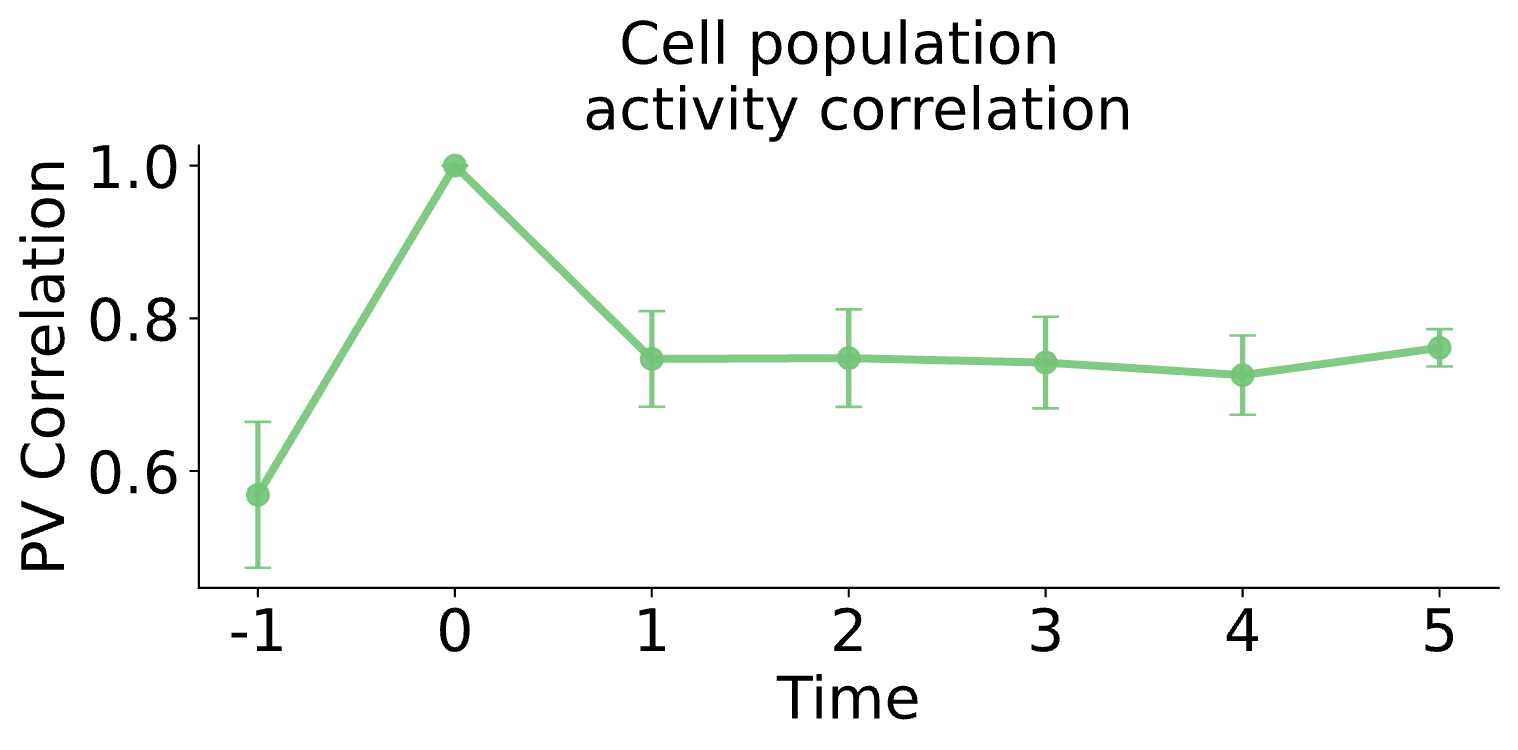 Cell population
activity correlation
PV Correlation
1.0
0.8
0.6
-1 0 1 2 3 4 5
Time